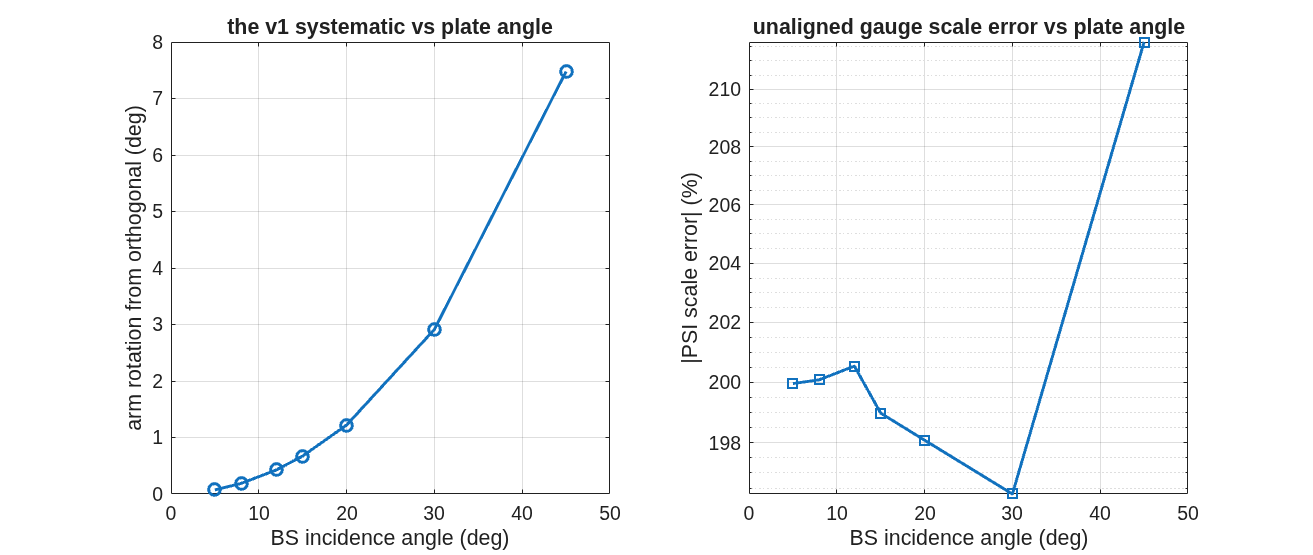 the v1 systematic vs plate angle
arm rotation from orthogonal (deg)
8
7
6
5
4
3
2
1
0
0 10 20 30 40 50
BS incidence angle (deg)
unaligned gauge scale error vs plate angle
|PSI scale error| (%)
210
208
206
204
202
200
198
0 10 20 30 40 50
BS incidence angle (deg)